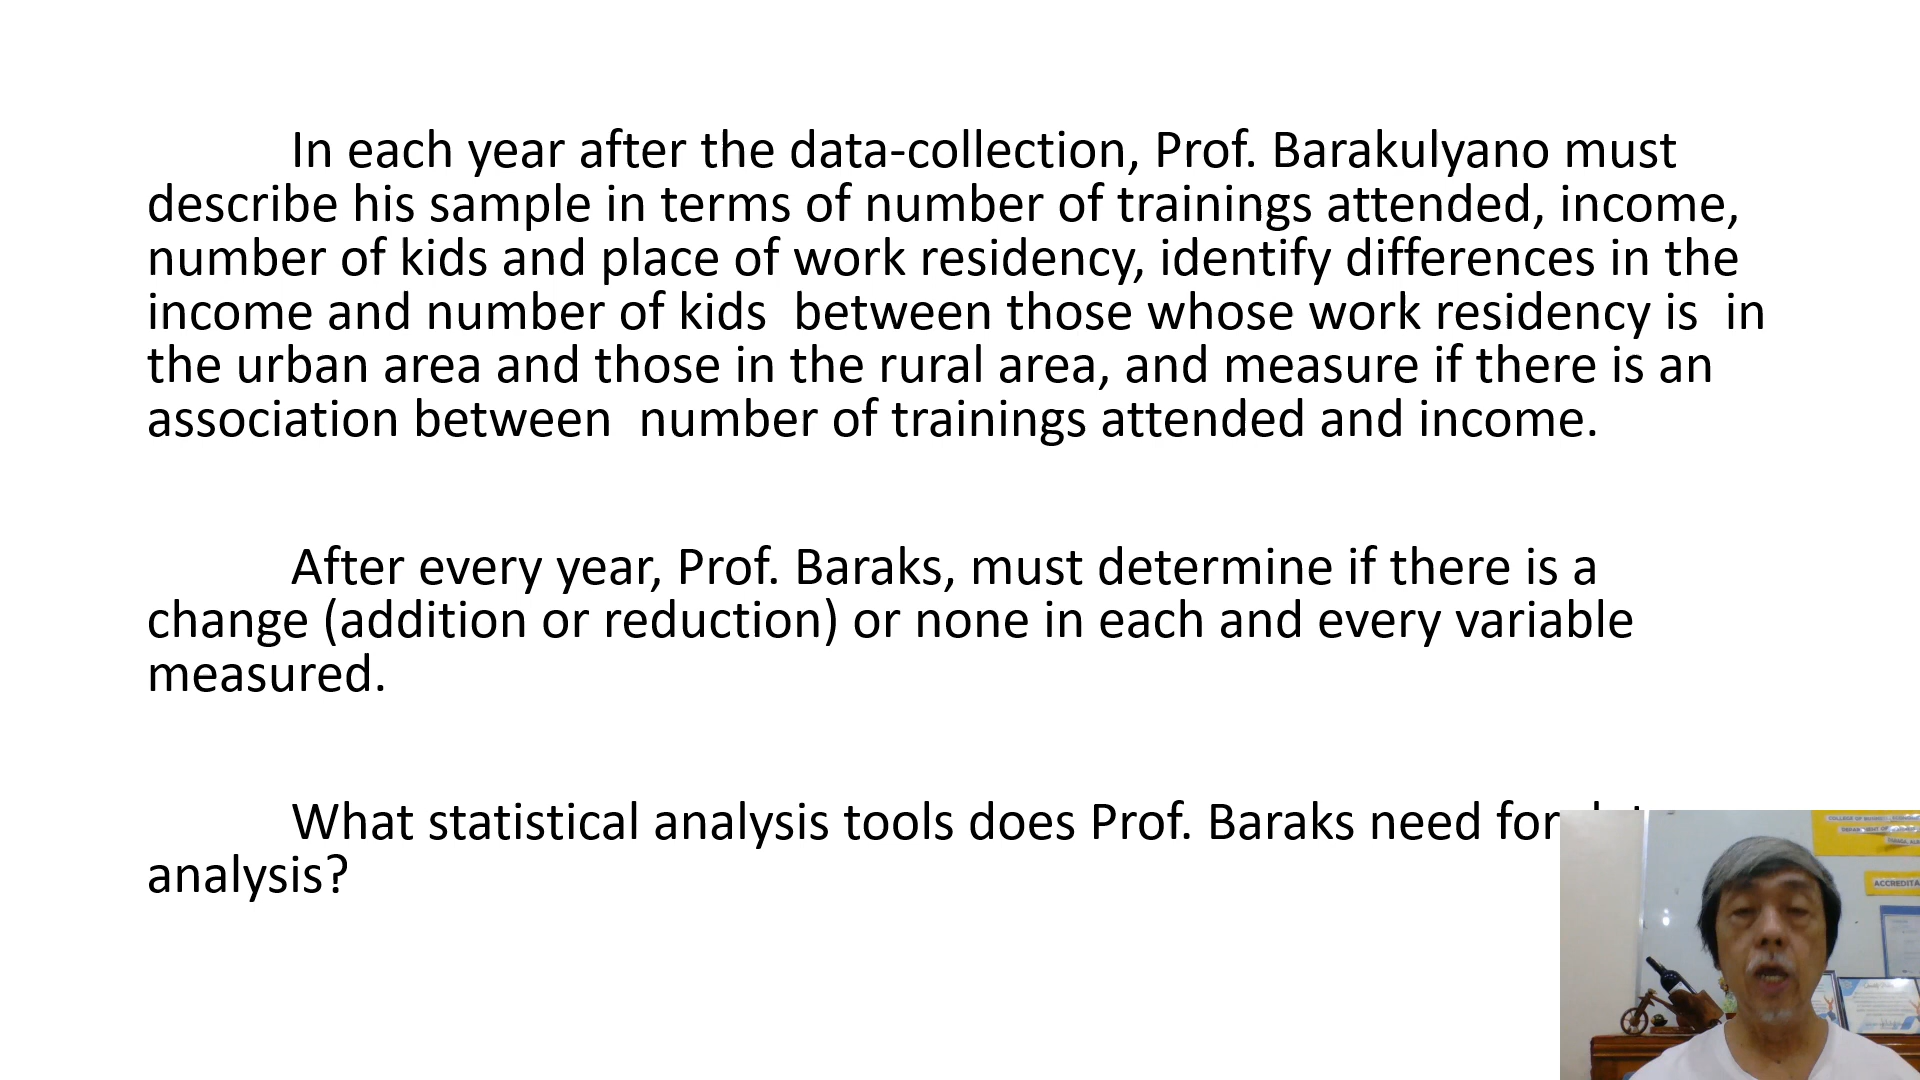 In each year after the data-collection, Prof. Barakulyano must
describe his sample in terms of number of trainings attended, income,
number of kids and place of work residency, identify differences in the
income and number of kids  between those whose work residency is  in
the urban area and those in the rural area, and measure if there is an
association between  number of trainings attended and income.
After every year, Prof. Baraks, must determine if there is a
change (addition or reduction) or none in each and every variable
measured.
What statistical analysis tools does Prof. Baraks need for
analysis?